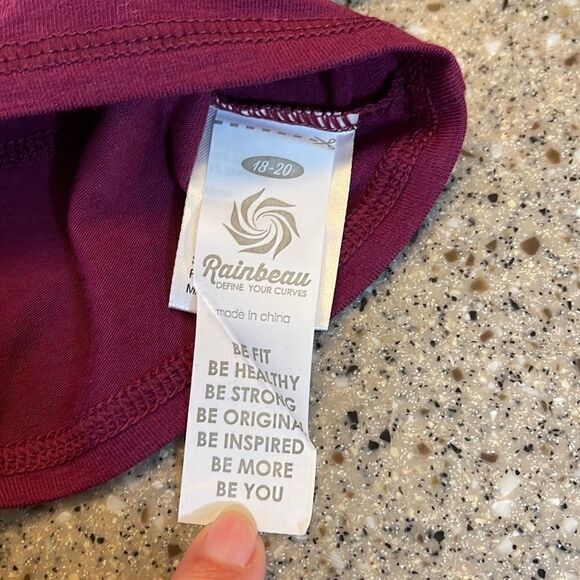 18-20
Rainbeau
DEFINE YOUR CURVES
made in china
BE FIT
BE HEALTHY
BE STRONG
BE ORIGINA
BE INSPIRED
BE MORE
BE YOU